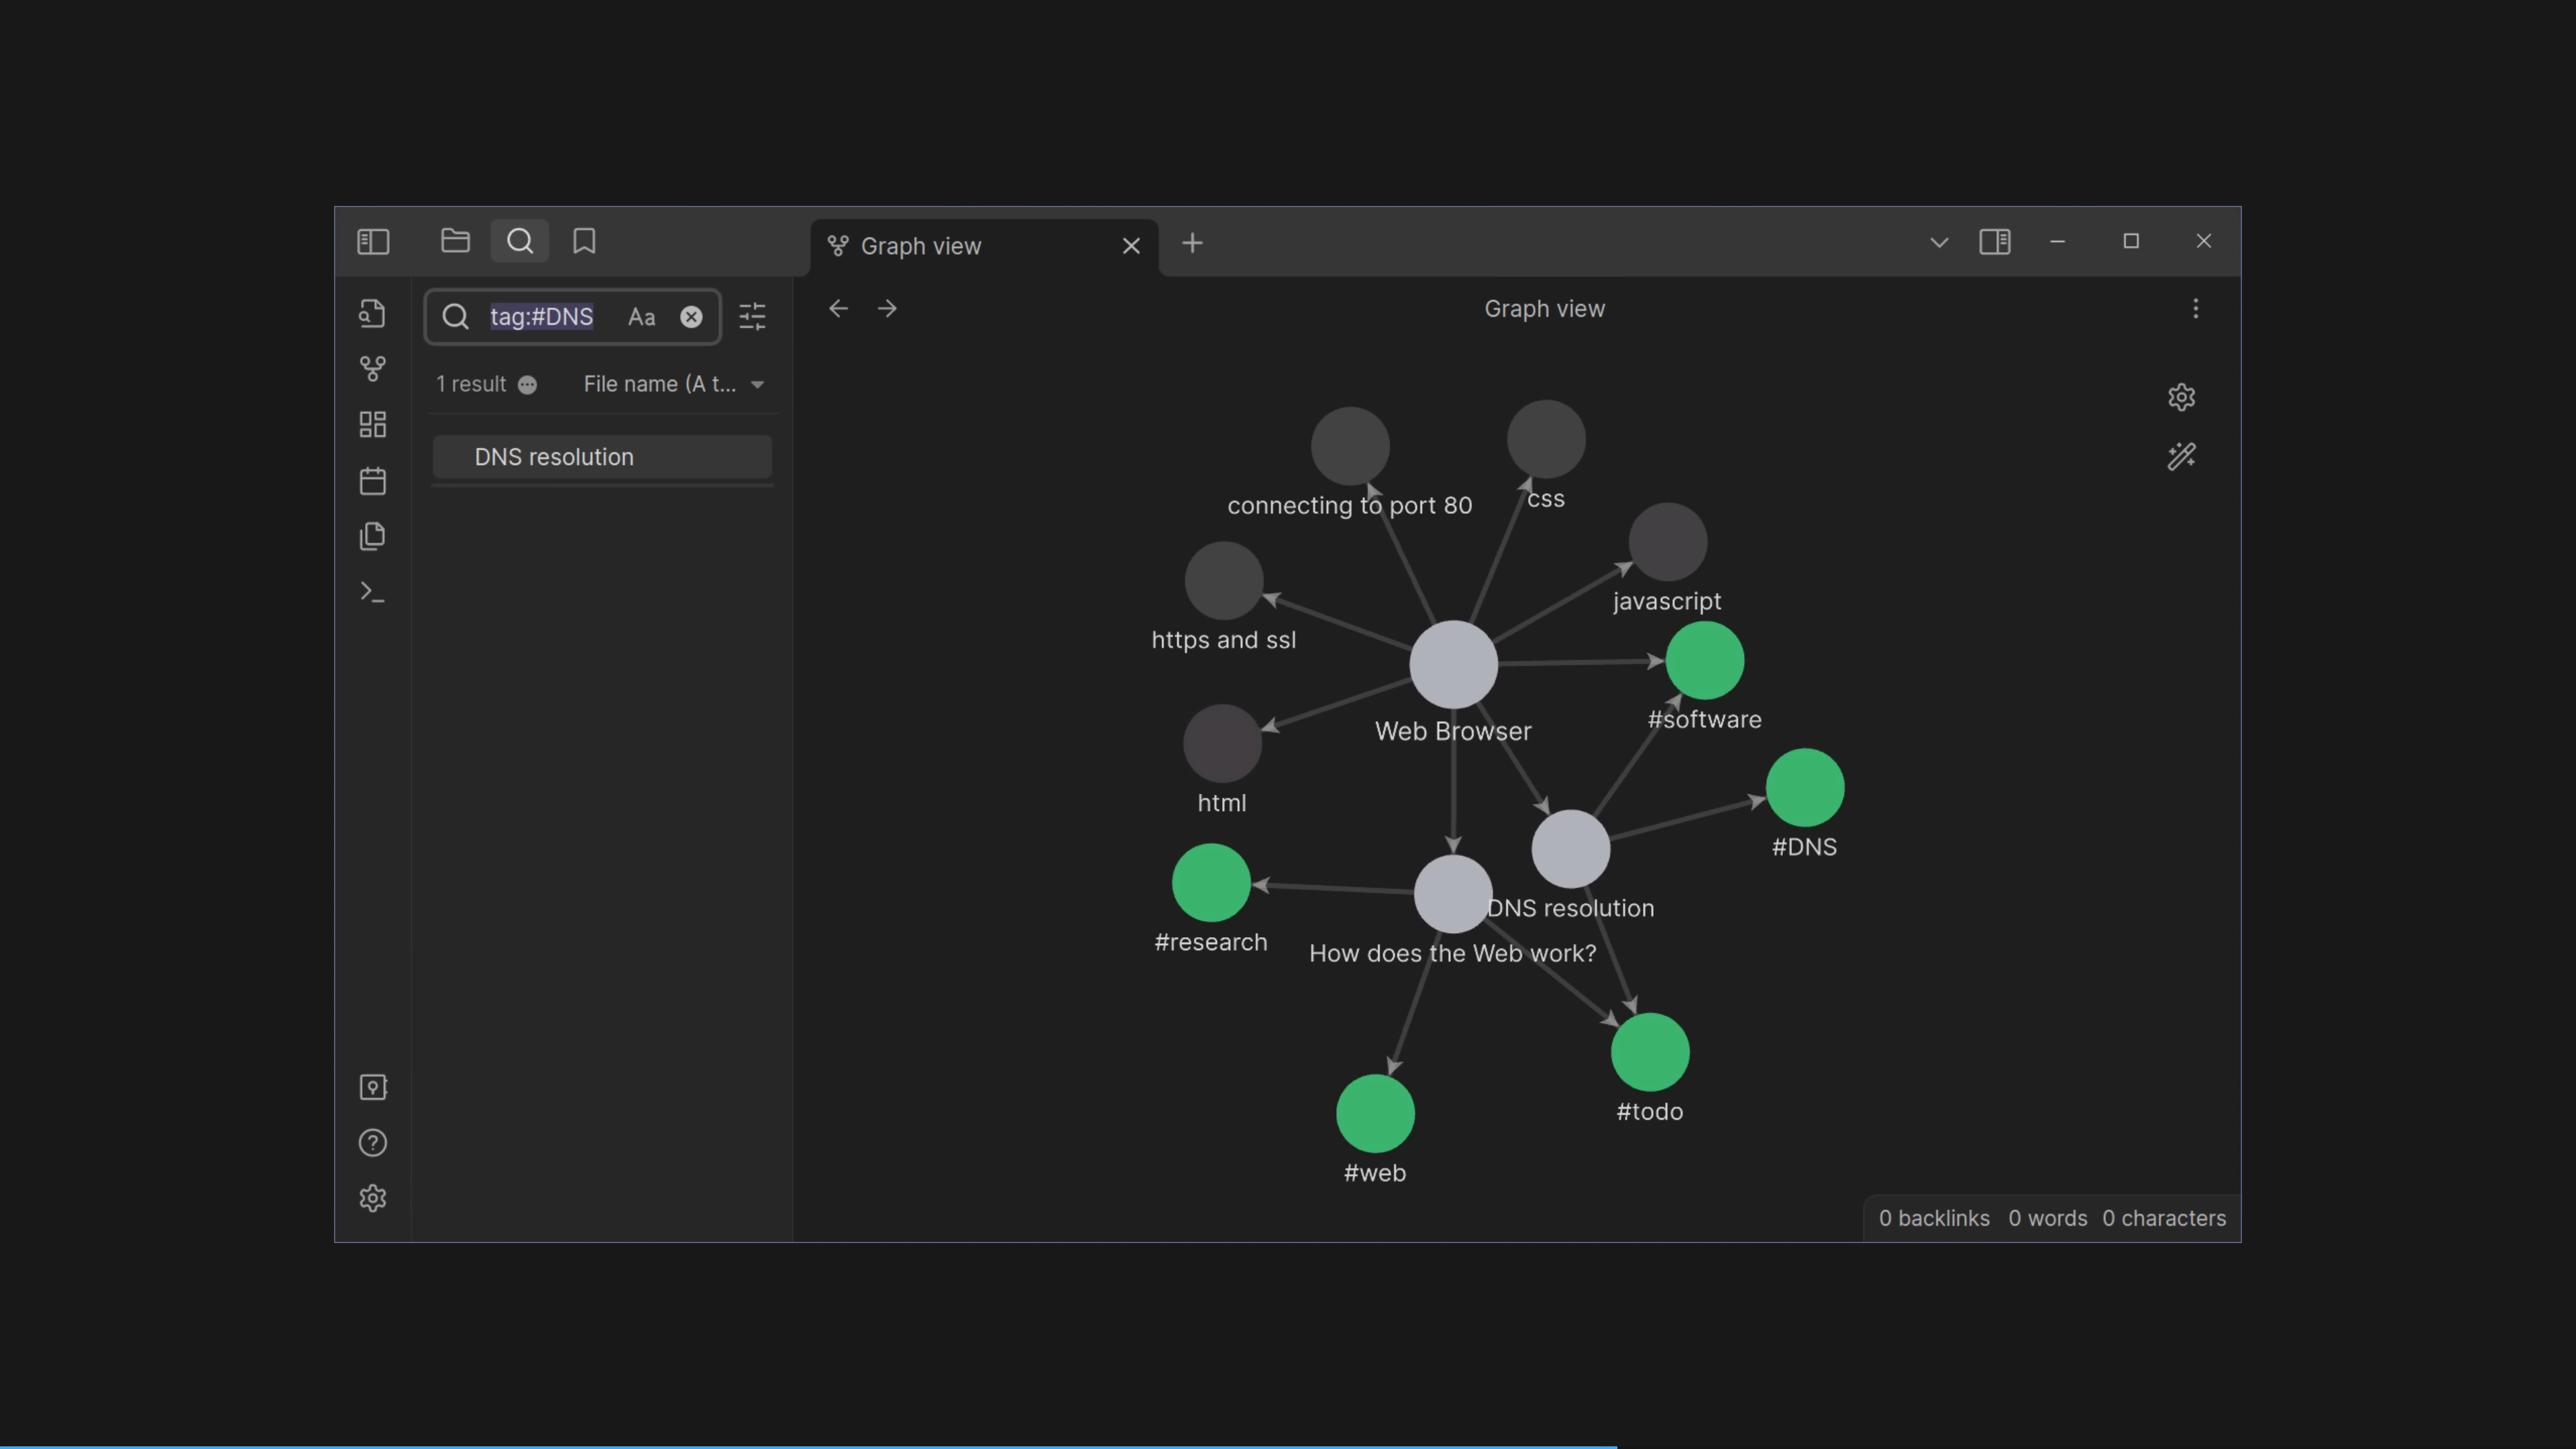 Graph view
tag:#DNS Aa
1 result File name (A t...
DNS resolution
Graph view
connecting to port 80
css
javascript
https and ssl
#software
Web Browser
html
#DNS
DNS resolution
#research
How does the Web work?
#todo
#web
0 backlinks 0 words 0 characters